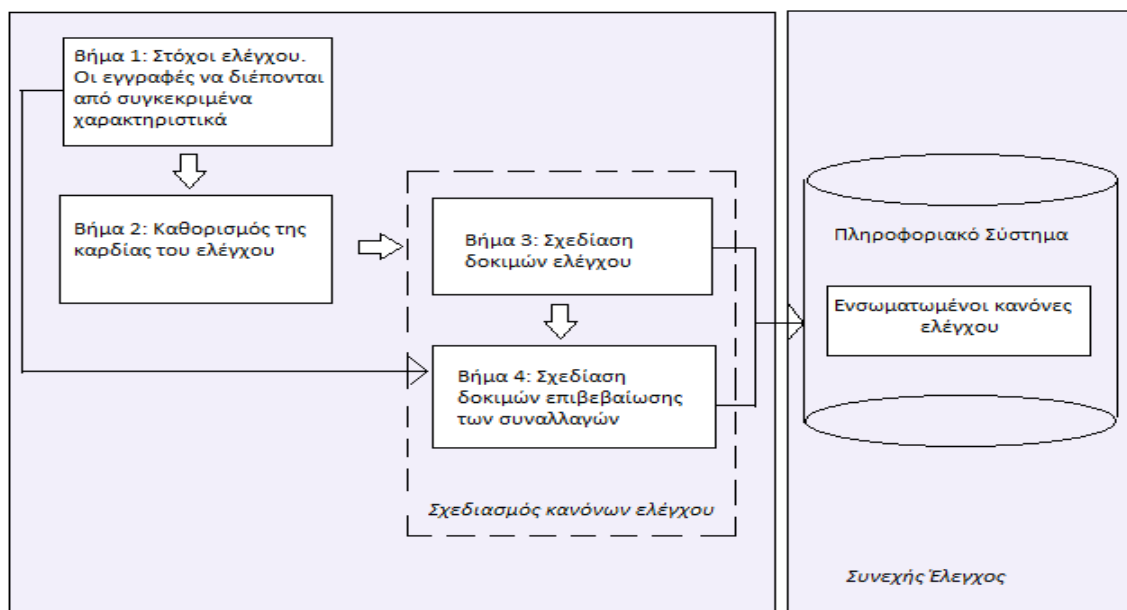 Βήμα 1: Στόχοι ελέγχου.
Οι εγγραφές να διέπονται
από συγκεκριμένα
χαρακτηριστικά
Βήμα 2: Καθορισμός της
καρδίας του ελέγχου
Βήμα 3: Σχεδίαση
δοκιμών ελέγχου
Βήμα 4: Σχεδίαση
δοκιμών επιβεβαίωσης
των συναλλαγών
Σχεδιασμός κανόνων ελέγχου
Πληροφοριακό Σύστημα
Ενσωματωμένοι κανόνες
ελέγχου
Συνεχής Έλεγχος